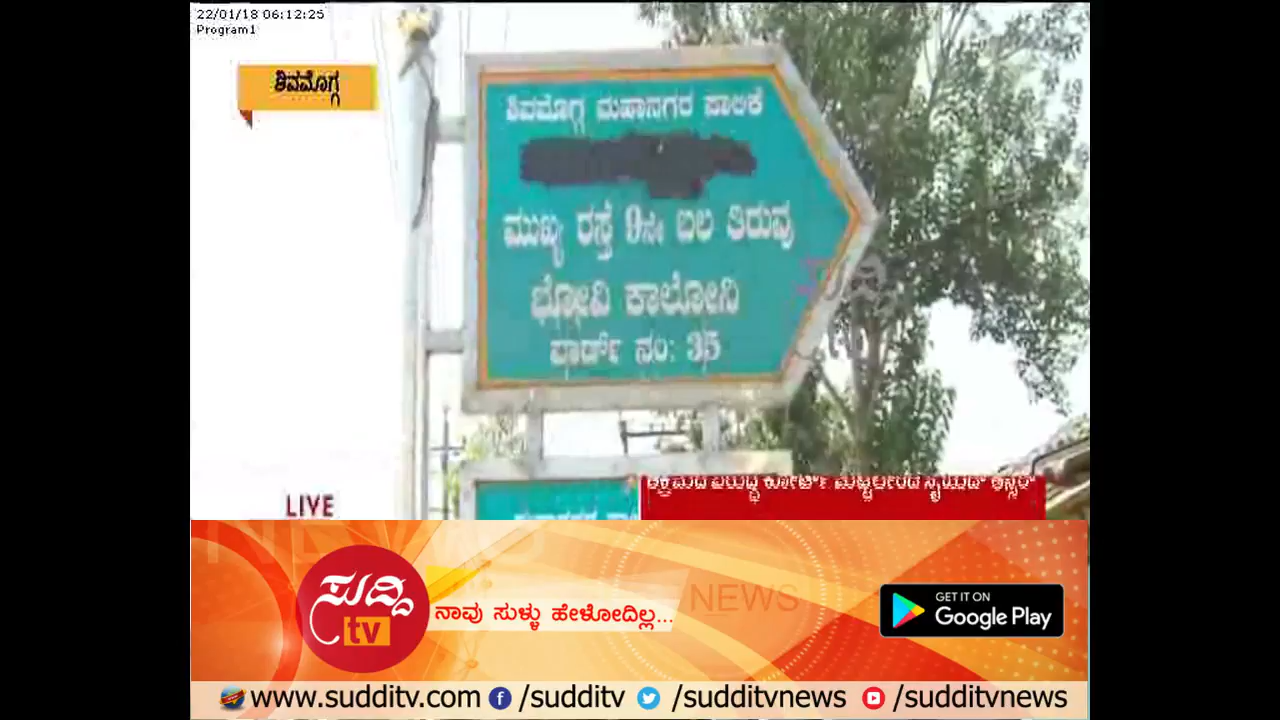 22/01/18 06:12:25
Program1
ಶಿವಮೊಗ್ಗ
ಶಿವಮೊಗ್ಗ ಮಹಾನಗರ ಪಾಲಿಕೆ
ಮುಖ್ಯ ರಸ್ತೆ 9ನೇ ಬಲ ತಿರುವು
ಭೋವಿ ಕಾಲೋನಿ
ವಾರ್ಡ್ ನಂ: 35
LIVE
NEWS
ಸುದ್ದಿ
tv
ನಾವು ಸುಳ್ಳು ಹೇಳೋದಿಲ್ಲ...
GET IT ON
Google Play
www.sudditv.com /sudditv /sudditvnews /sudditvnews